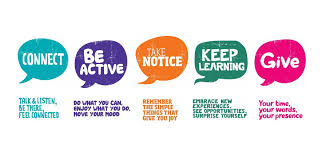 CONNECT
TALK & LISTEN,
BE THERE,
FEEL CONNECTED
BE
ACTIVE
DO WHAT YOU CAN,
ENJOY WHAT YOU DO,
MOVE YOUR MOOD
TAKE
NOTICE
REMEMBER
THE SIMPLE
THINGS THAT
GIVE YOU JOY
KEEP
LEARNING
EMBRACE NEW
EXPERIENCES,
SEE OPPORTUNITIES,
SURPRISE YOURSELF
Give
Your time,
your words,
your presence